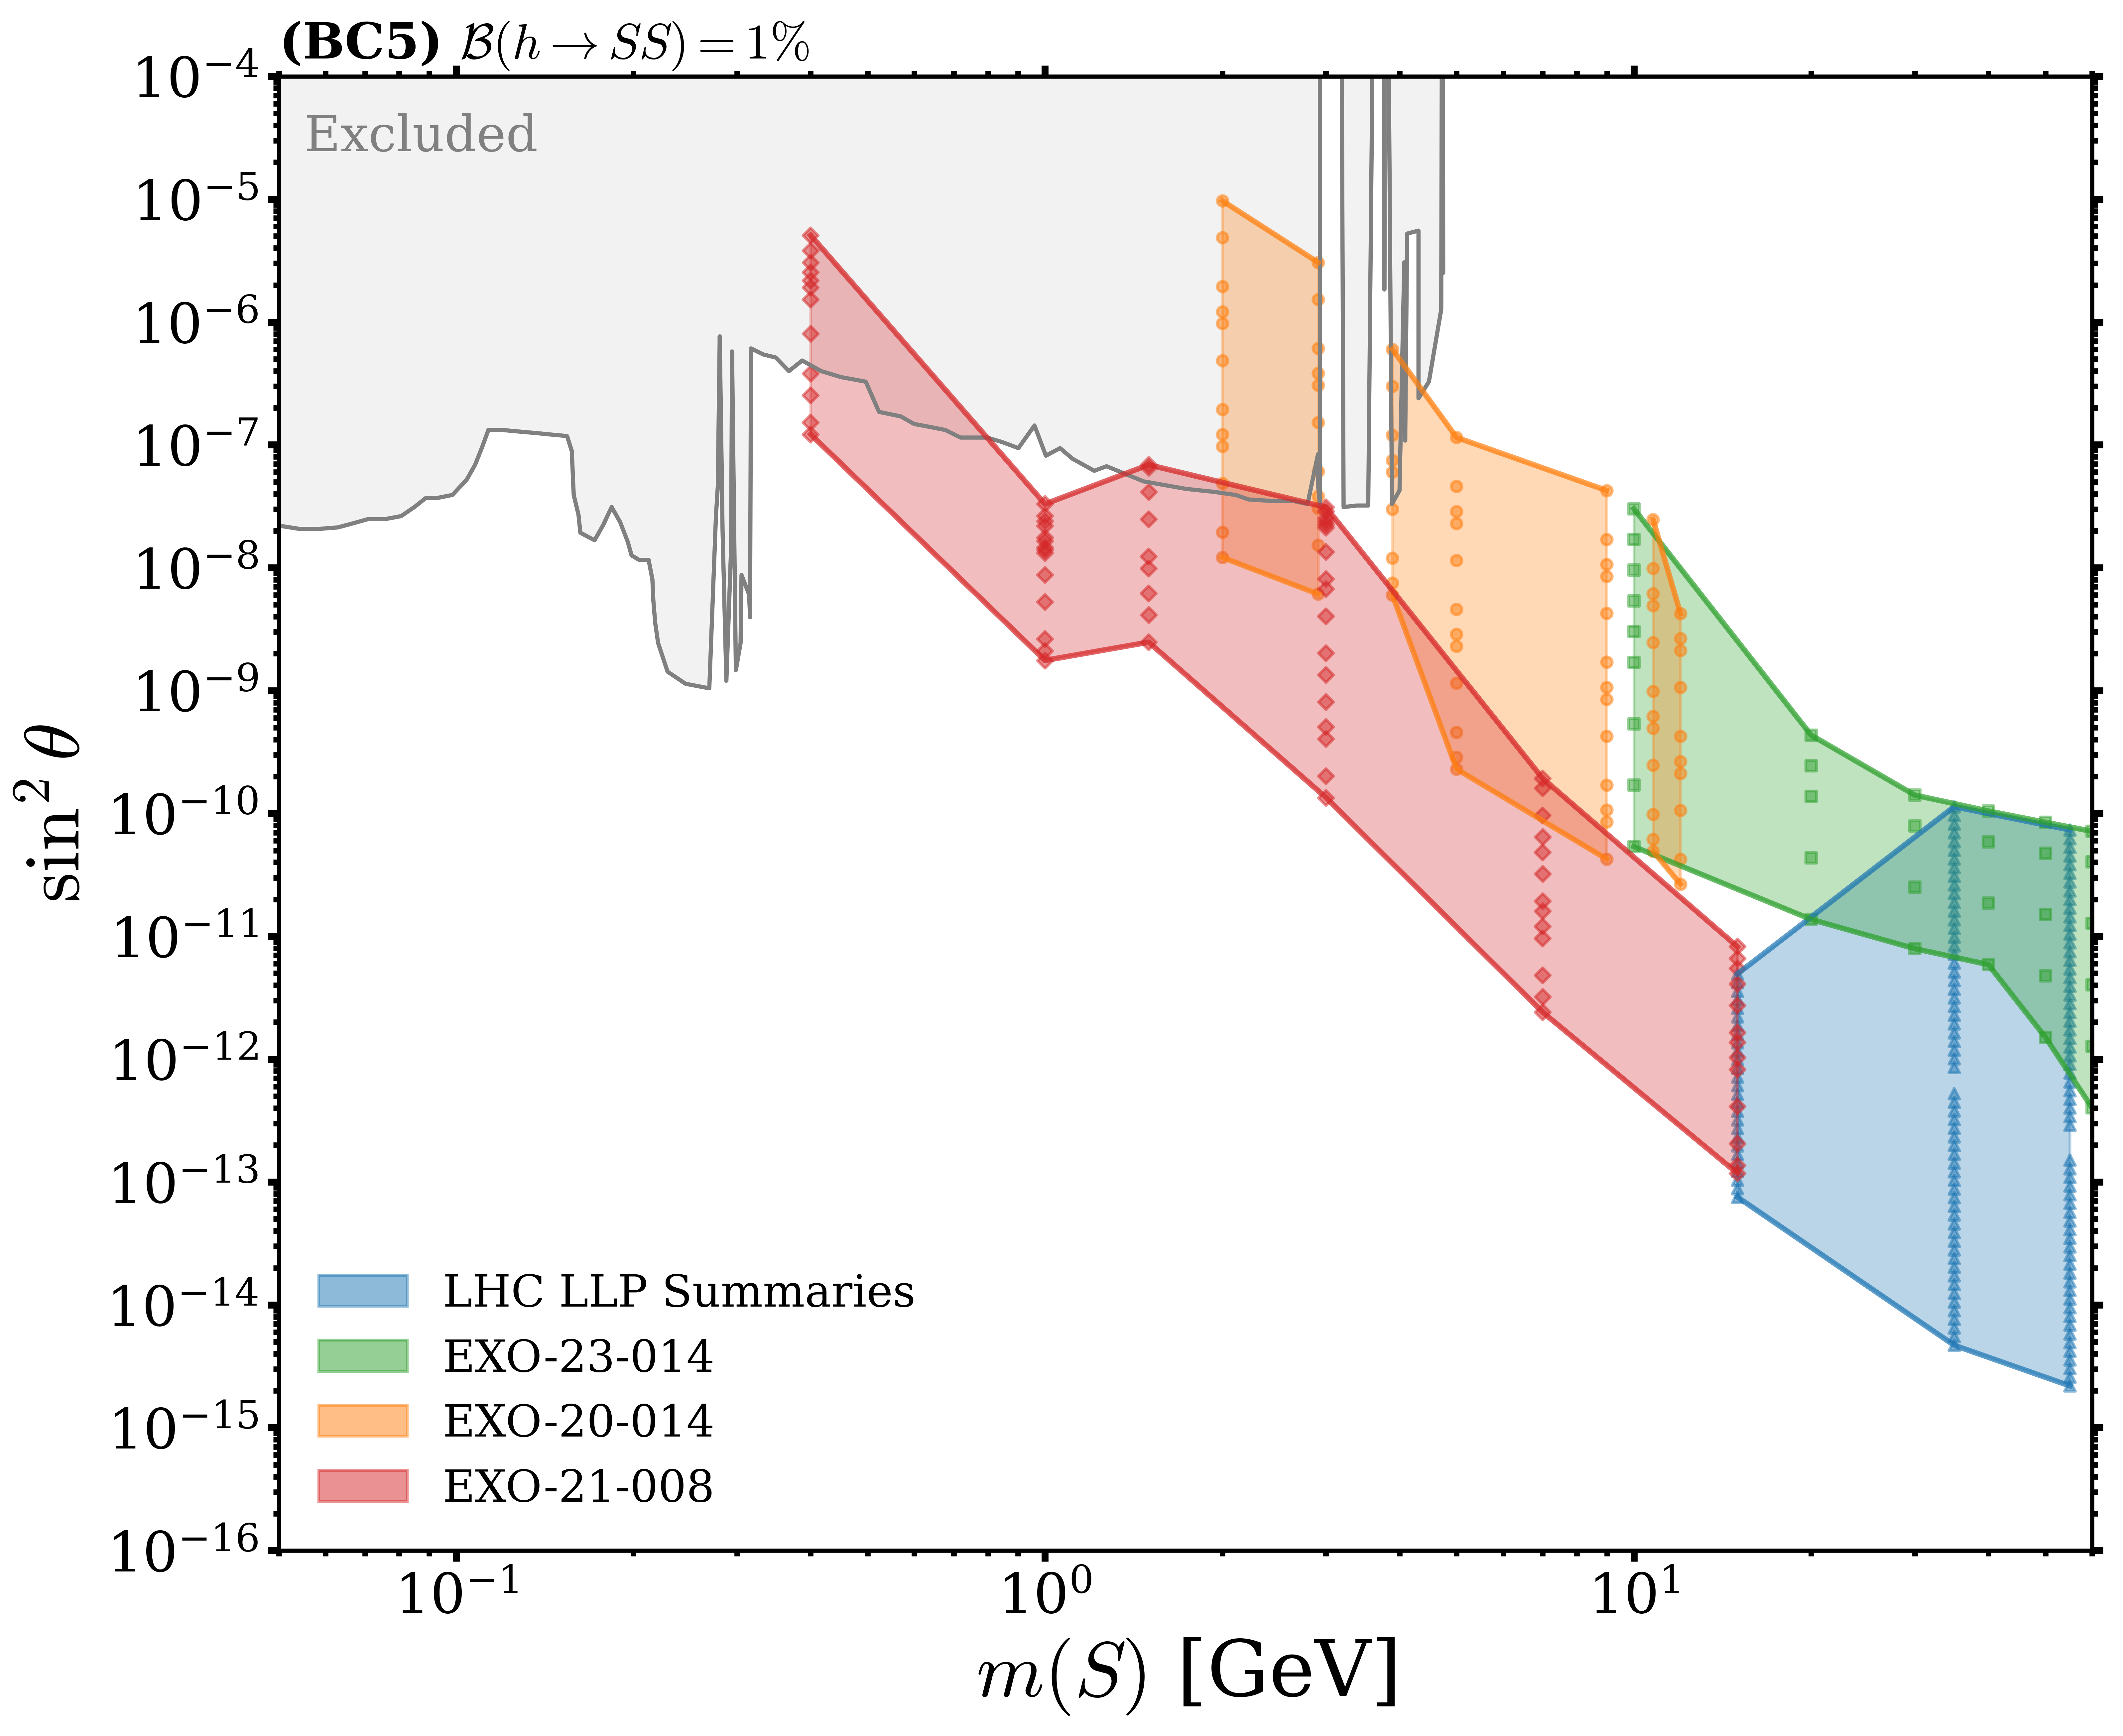 (BC5) ℬ(h → SS) = 1%
Excluded
10⁻⁴
10⁻⁵
10⁻⁶
10⁻⁷
10⁻⁸
10⁻⁹
10⁻¹⁰
10⁻¹¹
10⁻¹²
10⁻¹³
10⁻¹⁴
10⁻¹⁵
10⁻¹⁶
sin² θ
LHC LLP Summaries
EXO-23-014
EXO-20-014
EXO-21-008
10⁻¹ 10⁰ 10¹
m(S) [GeV]